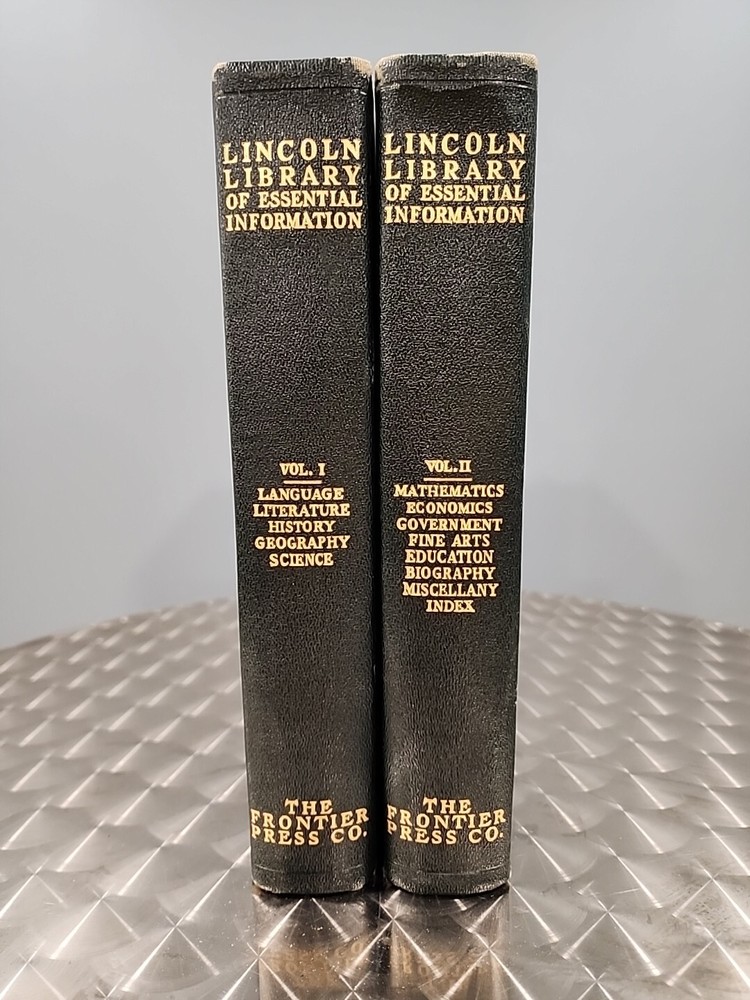 LINCOLN
LIBRARY
OF ESSENTIAL
INFORMATION
VOL. I
LANGUAGE
LITERATURE
HISTORY
GEOGRAPHY
SCIENCE
THE
FRONTIER
PRESS CO.
LINCOLN
LIBRARY
OF ESSENTIAL
INFORMATION
VOL. II
MATHEMATICS
ECONOMICS
GOVERNMENT
FINE ARTS
EDUCATION
BIOGRAPHY
MISCELLANY
INDEX
THE
FRONTIER
PRESS CO.